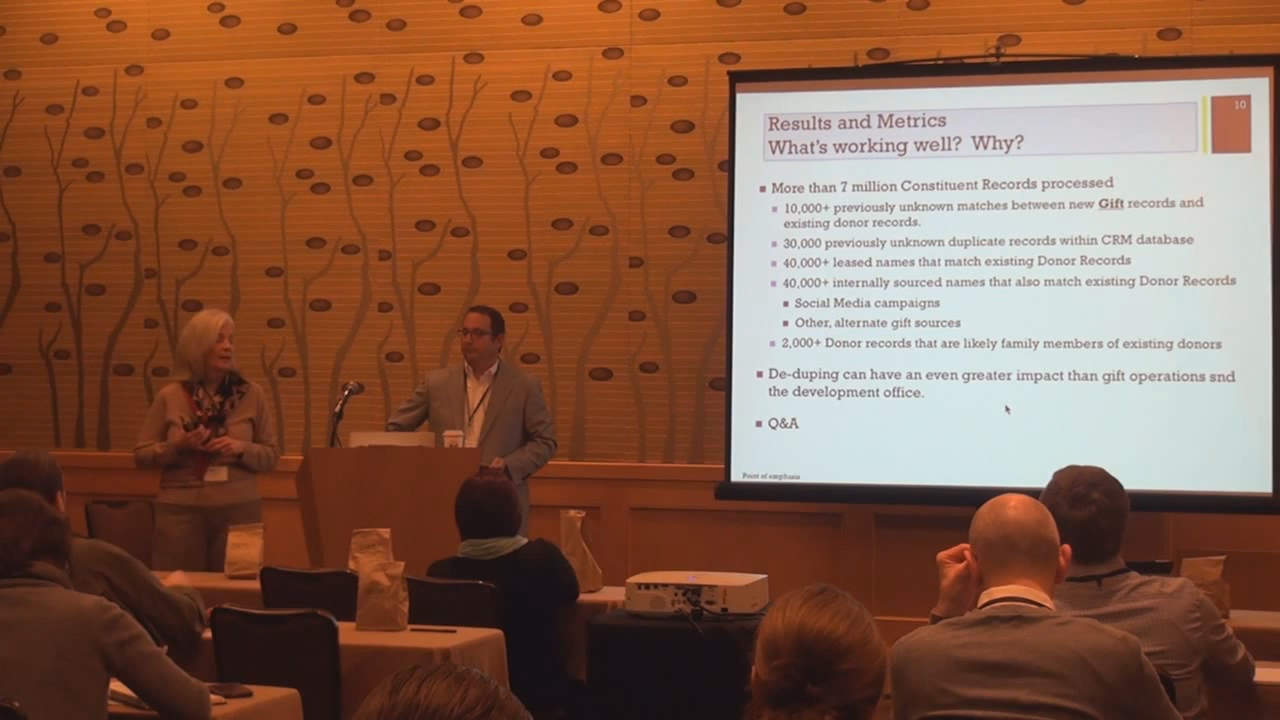 10
Results and Metrics
What's working well? Why?
More than 7 million Constituent Records processed
10,000+ previously unknown matches between new Gift records and
existing donor records.
30,000 previously unknown duplicate records within CRM database
40,000+ leased names that match existing Donor Records
40,000+ internally sourced names that also match existing Donor Records
Social Media campaigns
Other, alternate gift sources
2,000+ Donor records that are likely family members of existing donors
De-duping can have an even greater impact than gift operations snd
the development office.
Q&A
Point of emphasis